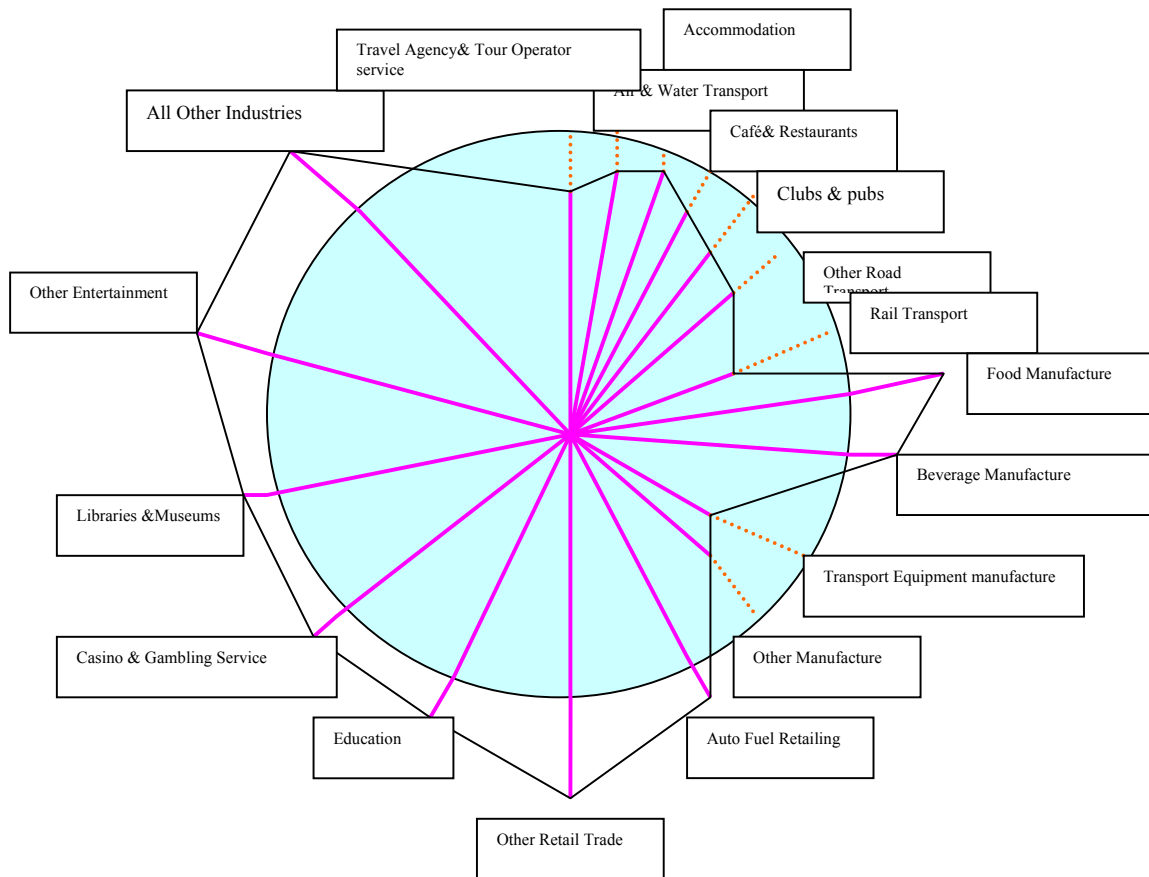 Accommodation
Travel Agency& Tour Operator
service
Air & Water Transport
All Other Industries
Café& Restaurants
Clubs & pubs
Other Road
Transport
Rail Transport
Other Entertainment
Food Manufacture
Beverage Manufacture
Libraries &Museums
Transport Equipment manufacture
Casino & Gambling Service
Other Manufacture
Education
Auto Fuel Retailing
Other Retail Trade